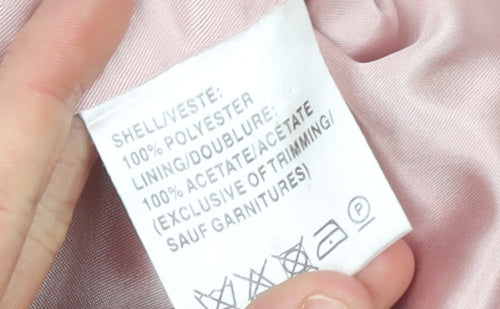 SHELL/VESTE:
100% POLYESTER
LINING/DOUBLURE:
100% ACETATE/ACÉTATE
(EXCLUSIVE OF TRIMMING/
SAUF GARNITURES)
P